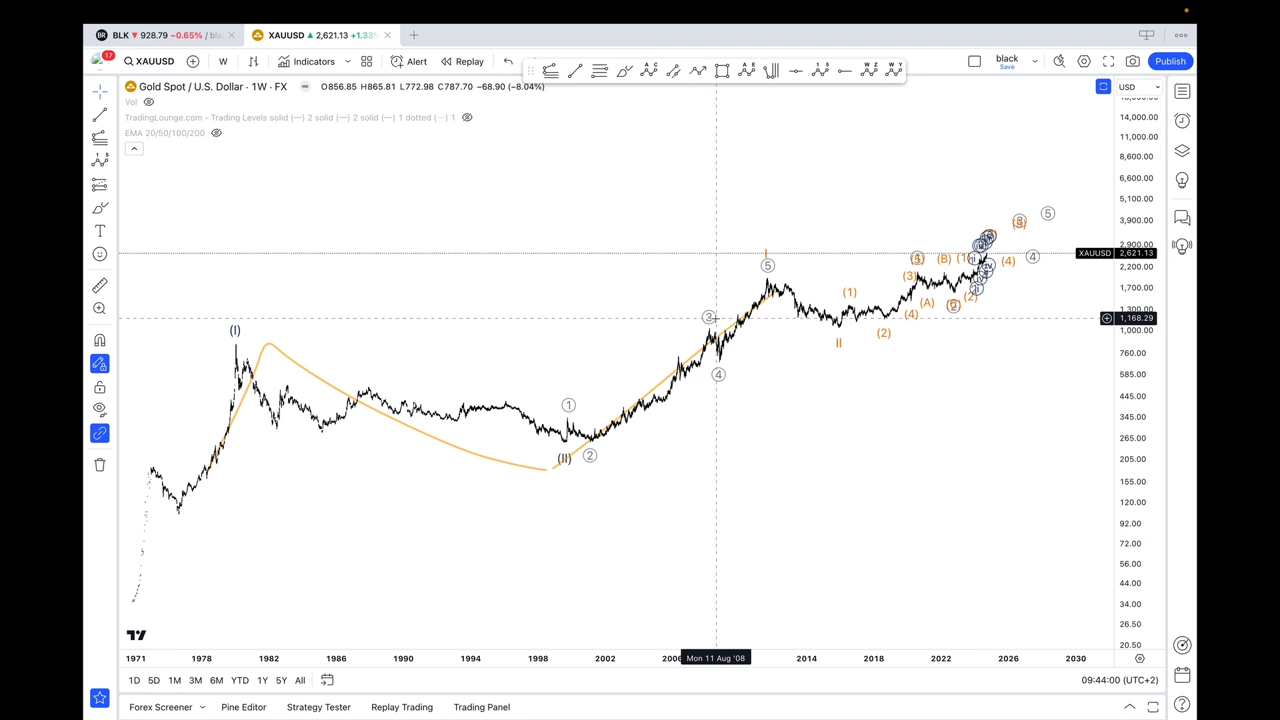 BLK ▼ 928.79 −0.65% / bla
XAUUSD ▲ 2,621.13 +1.33%
17
XAUUSD
W
Indicators
Alert
Replay
black
Save
Publish
Gold Spot / U.S. Dollar · 1W · FX
O856.85 H865.81 L772.98 C787.70 −68.90 (−8.04%)
USD
Vol
TradingLounge.com - Trading Levels solid (—) 2 solid (—) 2 solid (—) 1 dotted (···) 1
EMA 20/50/100/200
14,000.00
11,000.00
8,600.00
6,600.00
5,100.00
3,900.00
2,900.00
XAUUSD 2,621.13
2,200.00
1,700.00
1,300.00
1,168.29
1,000.00
760.00
585.00
445.00
345.00
265.00
205.00
155.00
120.00
92.00
72.00
56.00
44.00
34.00
26.50
20.50
(I)
(II)
1
2
3
4
5
I
II
(1)
(2)
(3)
(4)
(A)
(B)
(1)
(2)
(4)
4
5
1971
1978
1982
1986
1990
1994
1998
2002
2006
Mon 11 Aug '08
2014
2018
2022
2026
2030
1D 5D 1M 3M 6M YTD 1Y 5Y All
09:44:00 (UTC+2)
Forex Screener
Pine Editor
Strategy Tester
Replay Trading
Trading Panel